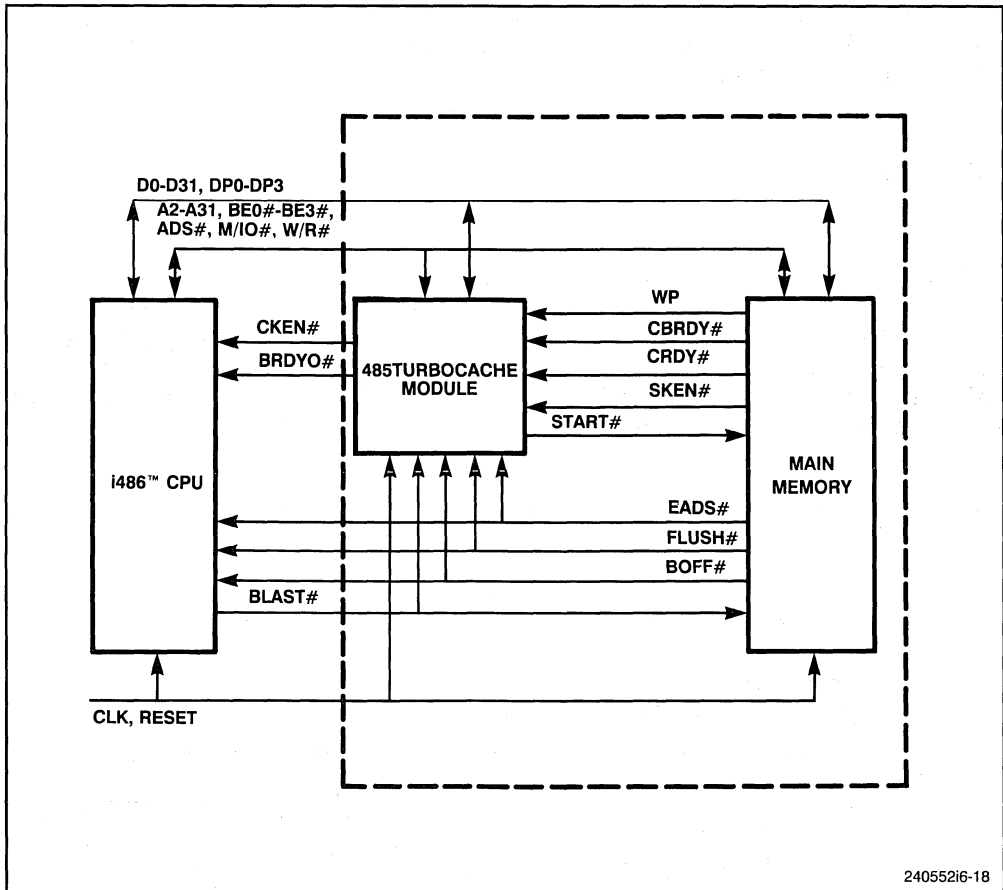 D0-D31, DP0-DP3
A2-A31, BE0#-BE3#,
ADS#, M/IO#, W/R#
WP
CKEN#
CBRDY#
BRDYO#
485TURBOCACHE
MODULE
CRDY#
SKEN#
START#
i486™ CPU
MAIN
MEMORY
EADS#
FLUSH#
BOFF#
BLAST#
CLK, RESET
240552i6-18